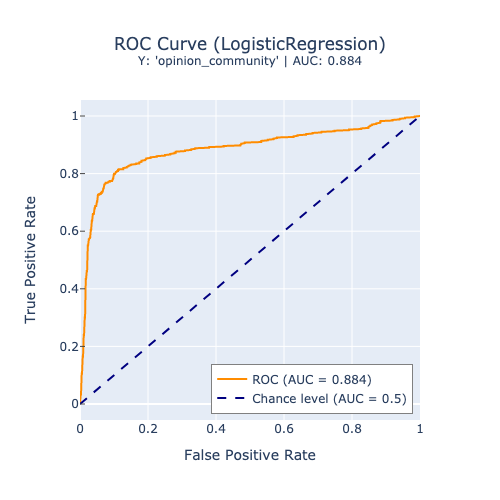 ROC Curve (LogisticRegression)
Y: 'opinion_community' | AUC: 0.884
True Positive Rate
1
0.8
0.6
0.4
0.2
0
ROC (AUC = 0.884)
Chance level (AUC = 0.5)
0 0.2 0.4 0.6 0.8 1
False Positive Rate